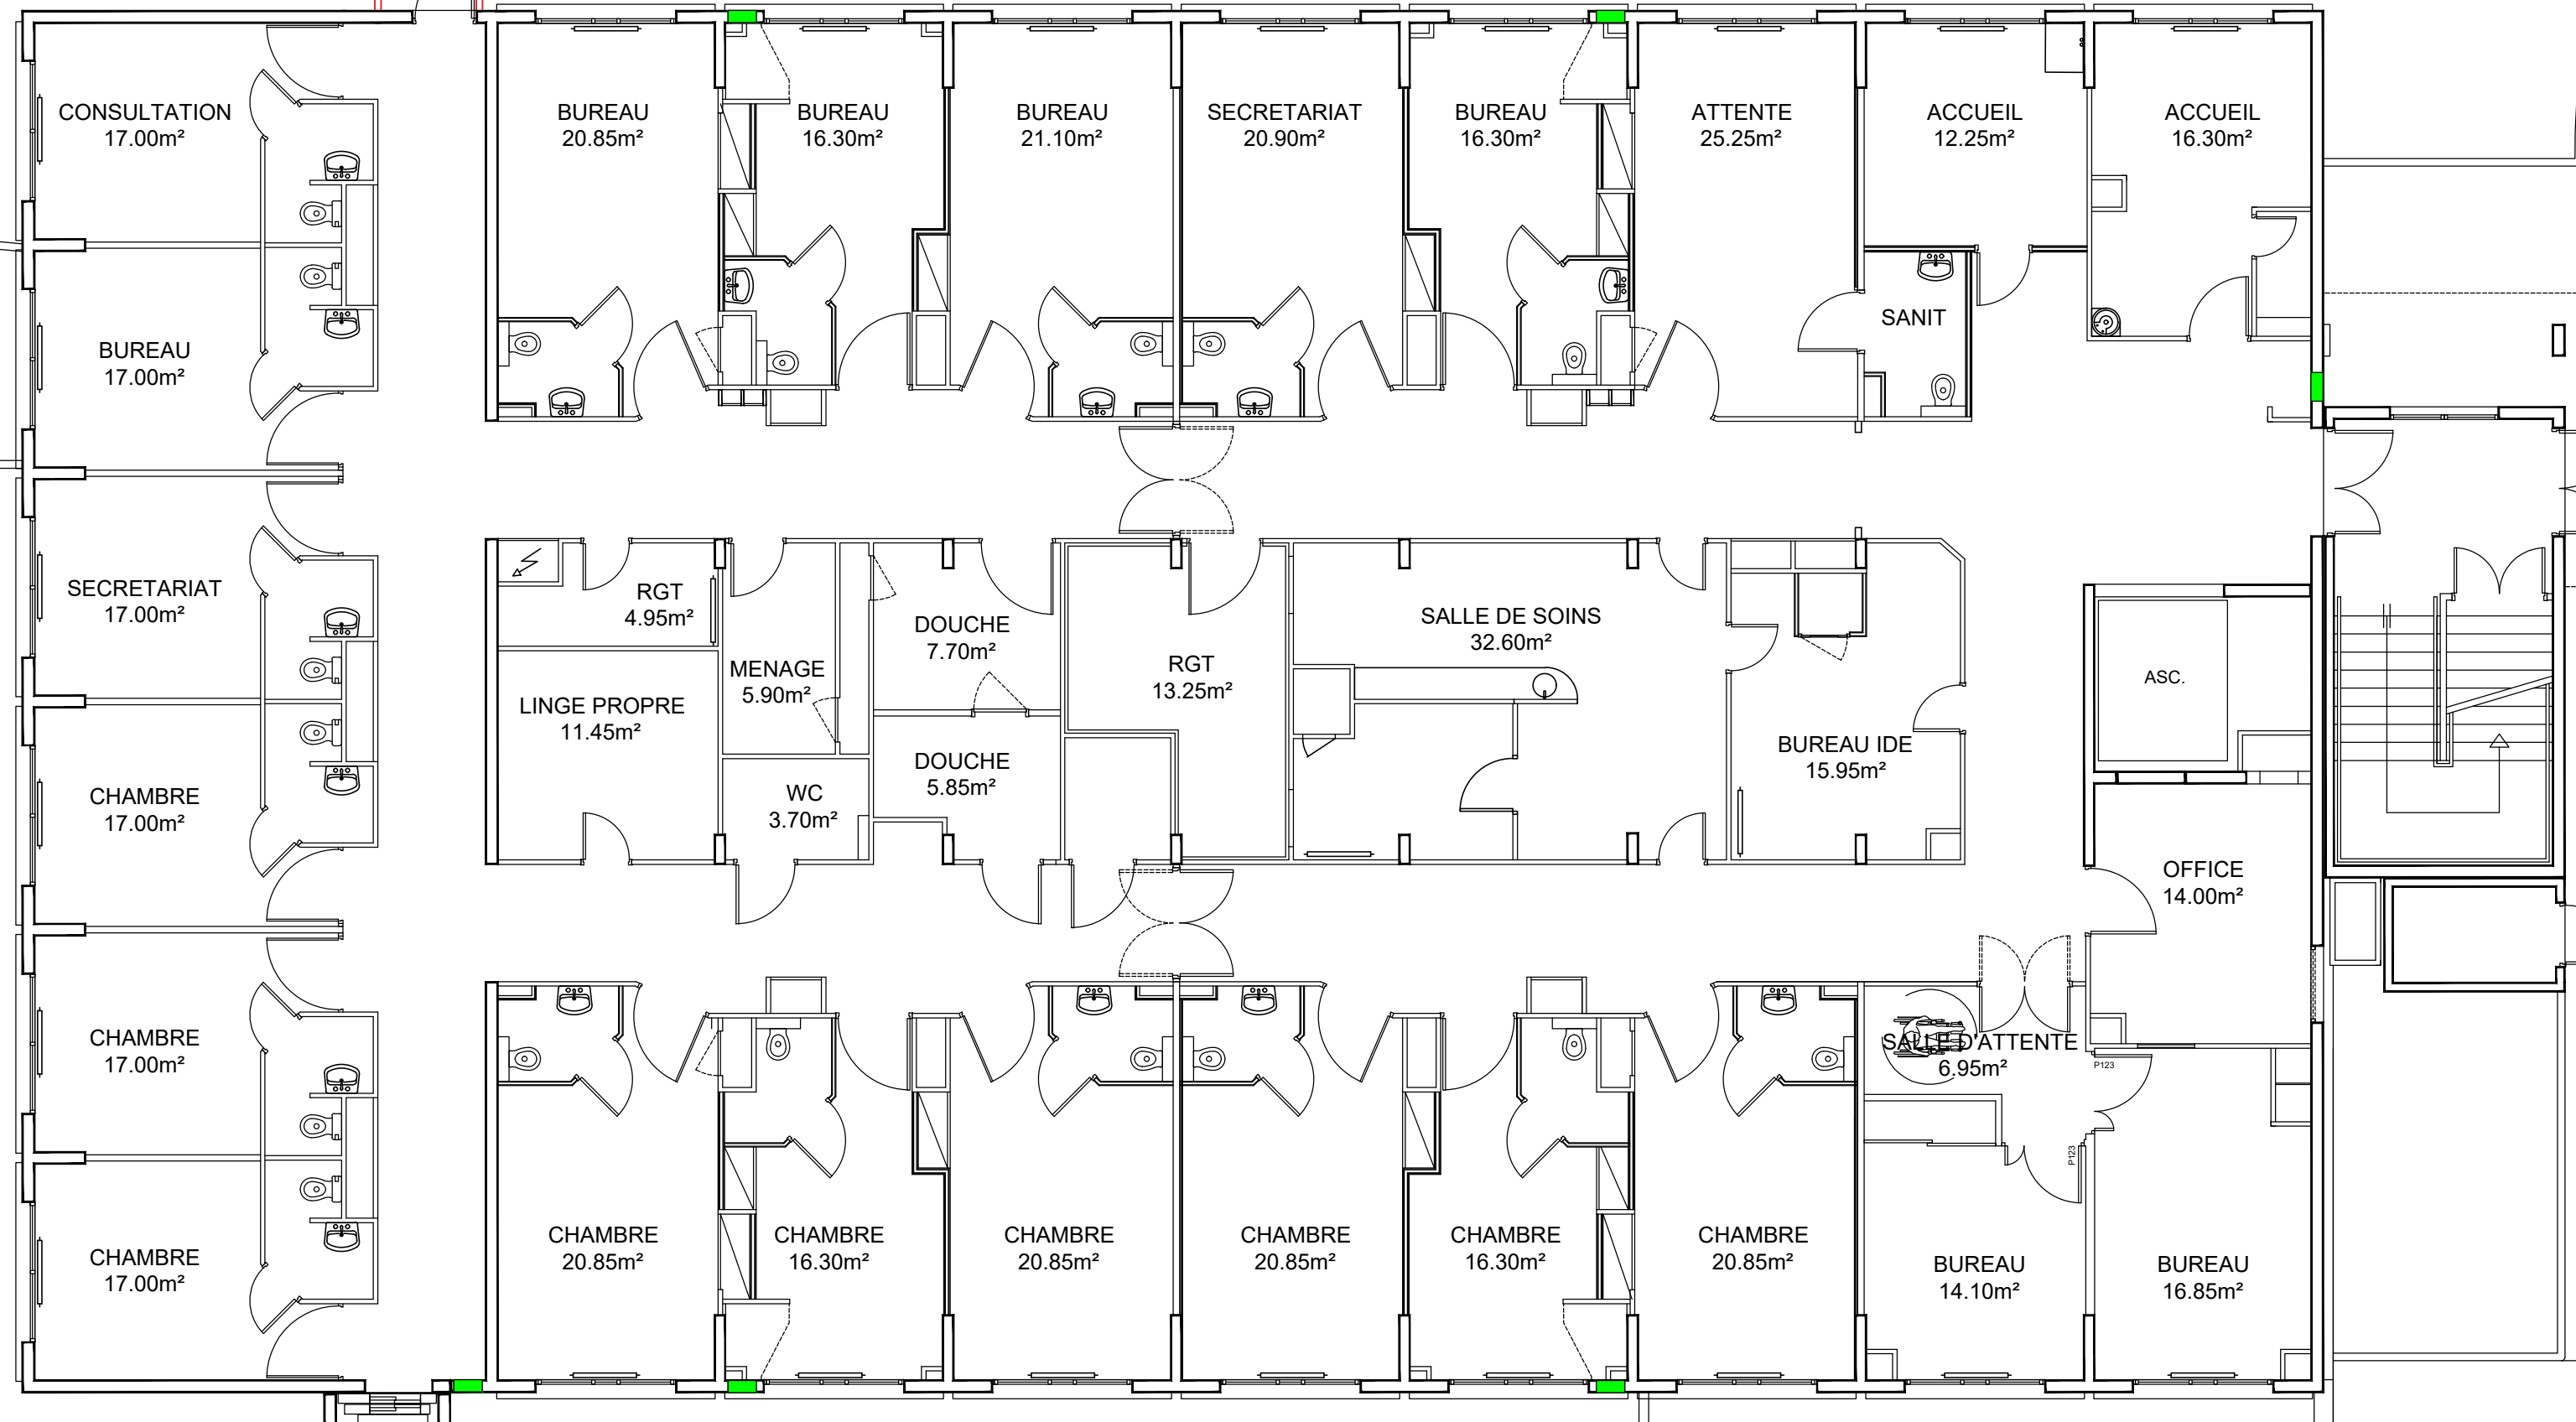 CONSULTATION
17.00m²
BUREAU
20.85m²
BUREAU
16.30m²
BUREAU
21.10m²
SECRETARIAT
20.90m²
BUREAU
16.30m²
ATTENTE
25.25m²
ACCUEIL
12.25m²
ACCUEIL
16.30m²
SANIT
BUREAU
17.00m²
SECRETARIAT
17.00m²
RGT
4.95m²
MENAGE
5.90m²
DOUCHE
7.70m²
RGT
13.25m²
SALLE DE SOINS
32.60m²
ASC.
LINGE PROPRE
11.45m²
BUREAU IDE
15.95m²
CHAMBRE
17.00m²
WC
3.70m²
DOUCHE
5.85m²
OFFICE
14.00m²
CHAMBRE
17.00m²
SALLE D'ATTENTE
6.95m²
P123
P123
CHAMBRE
17.00m²
CHAMBRE
20.85m²
CHAMBRE
16.30m²
CHAMBRE
20.85m²
CHAMBRE
20.85m²
CHAMBRE
16.30m²
CHAMBRE
20.85m²
BUREAU
14.10m²
BUREAU
16.85m²